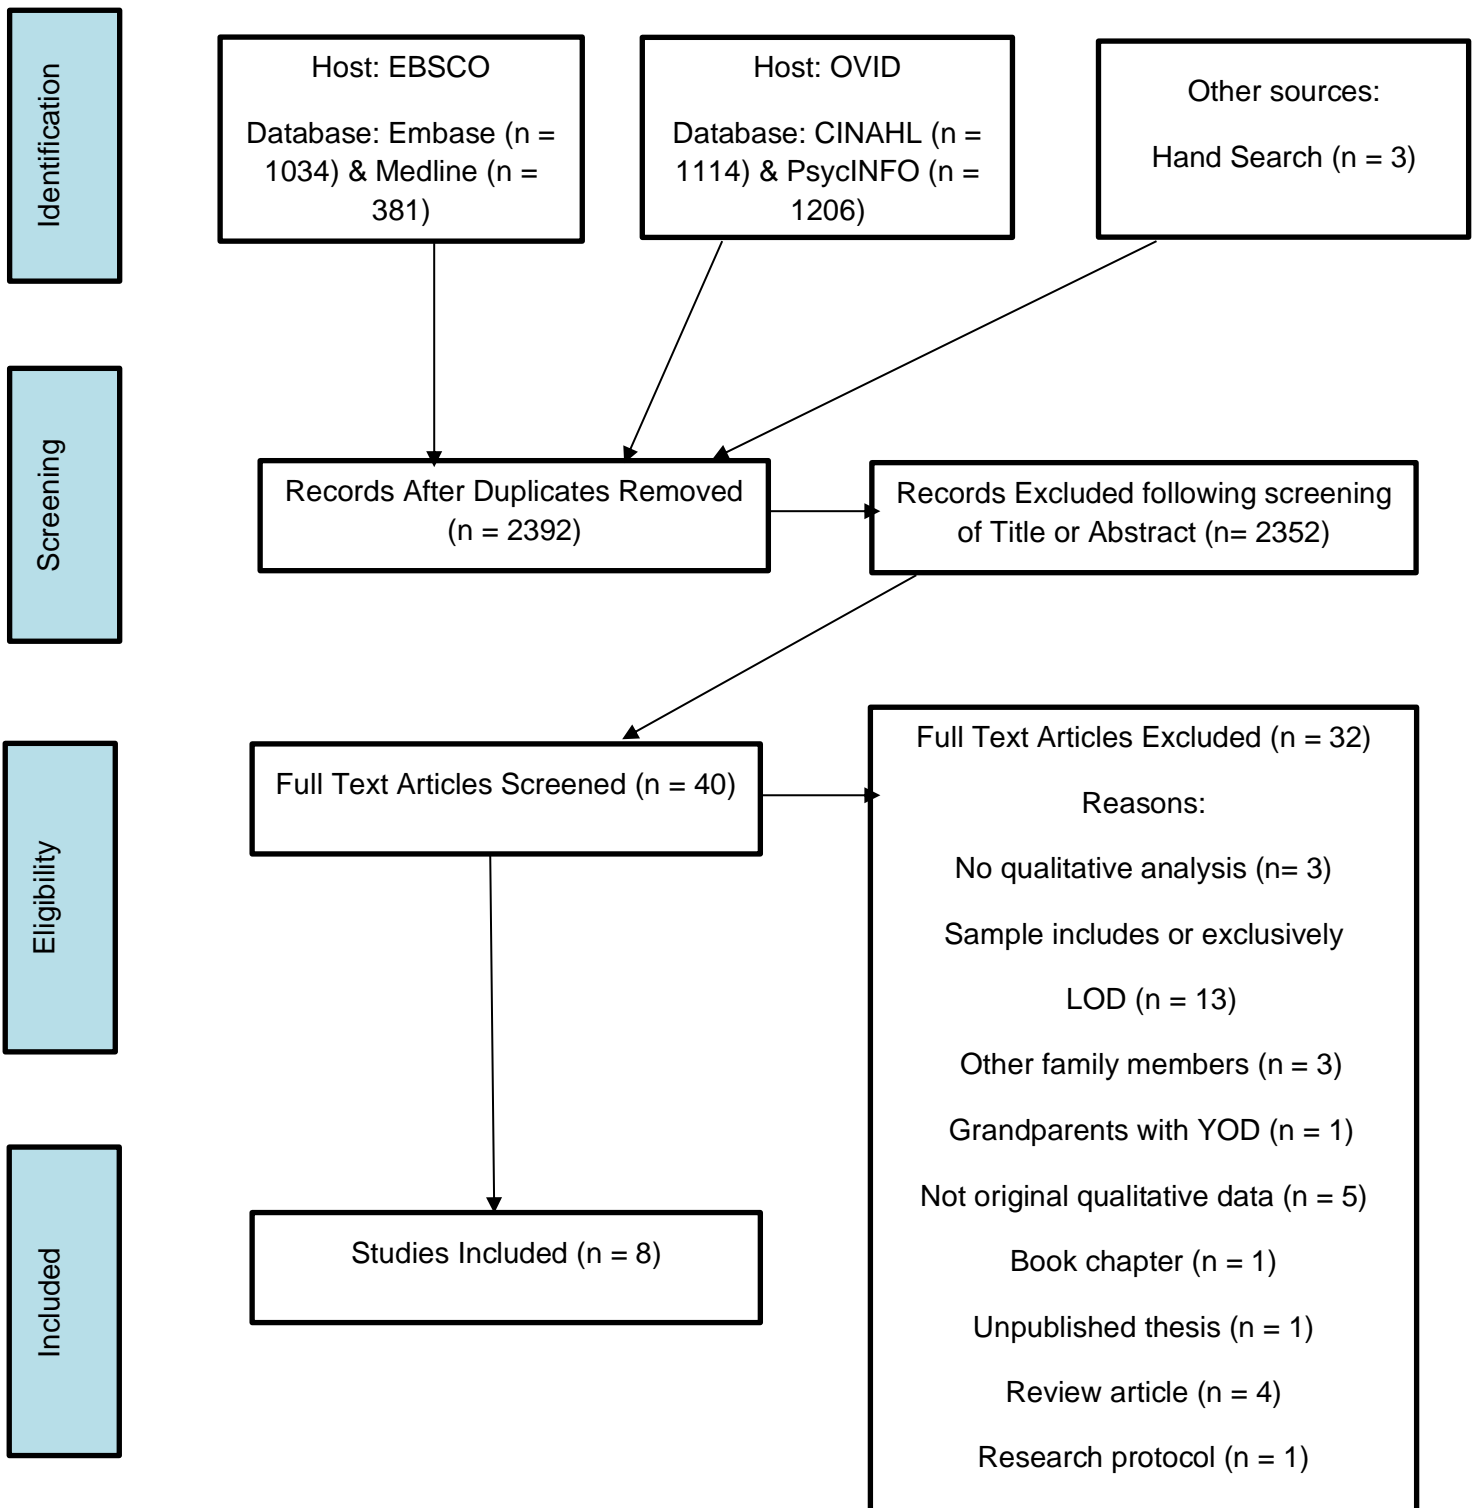 Identification
Host: EBSCO
Database: Embase (n =
1034) & Medline (n =
381)
Host: OVID
Database: CINAHL (n =
1114) & PsycINFO (n =
1206)
Other sources:
Hand Search (n = 3)
Screening
Records After Duplicates Removed
(n = 2392)
Records Excluded following screening
of Title or Abstract (n= 2352)
Eligibility
Full Text Articles Screened (n = 40)
Full Text Articles Excluded (n = 32)
Reasons:
No qualitative analysis (n= 3)
Sample includes or exclusively
LOD (n = 13)
Other family members (n = 3)
Grandparents with YOD (n = 1)
Not original qualitative data (n = 5)
Book chapter (n = 1)
Unpublished thesis (n = 1)
Review article (n = 4)
Research protocol (n = 1)
Included
Studies Included (n = 8)